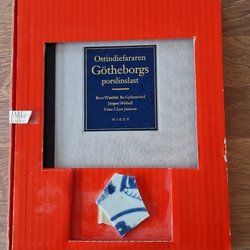 Ostindiefararen
Götheborgs
porslinslast
Berit Wästfelt Bo Gyllensvärd
Jörgen Weibull
Foto: Claes Jansson
WIKEN